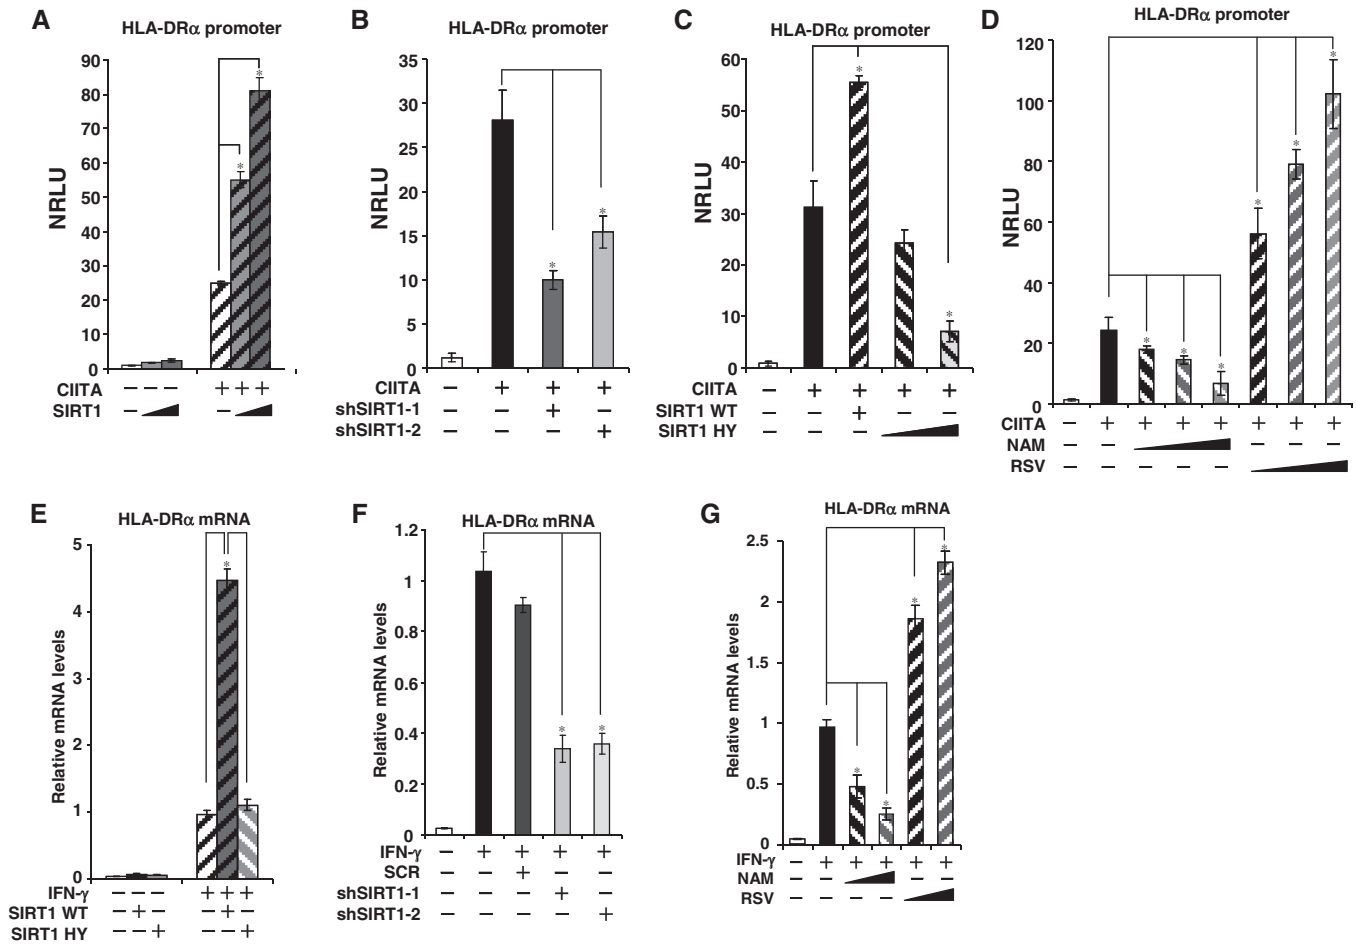 A
HLA-DRα promoter
NRLU
90
80
70
60
50
40
30
20
10
0
* *
CIITA – – – + + +
SIRT1 – –
B
HLA-DRα promoter
NRLU
35
30
25
20
15
10
5
0
* *
CIITA – + + +
shSIRT1-1 – – + –
shSIRT1-2 – – – +
C
HLA-DRα promoter
NRLU
60
50
40
30
20
10
0
* *
CIITA – + + + +
SIRT1 WT – – + – –
SIRT1 HY – – –
D
HLA-DRα promoter
NRLU
120
100
80
60
40
20
0
* * * * * *
CIITA – + + + + + + +
NAM – – – – –
RSV – – – – –
E
HLA-DRα mRNA
Relative mRNA levels
5
4
3
2
1
0
*
IFN-γ – – – + + +
SIRT1 WT – + – – + –
SIRT1 HY – – + – – +
F
HLA-DRα mRNA
Relative mRNA levels
1.2
1
0.8
0.6
0.4
0.2
0
* *
IFN-γ – + + + +
SCR – – + – –
shSIRT1-1 – – – + –
shSIRT1-2 – – – – +
G
HLA-DRα mRNA
Relative mRNA levels
2.5
2
1.5
1
0.5
0
* * * *
IFN-γ – + + + + +
NAM – – – –
RSV – – – –